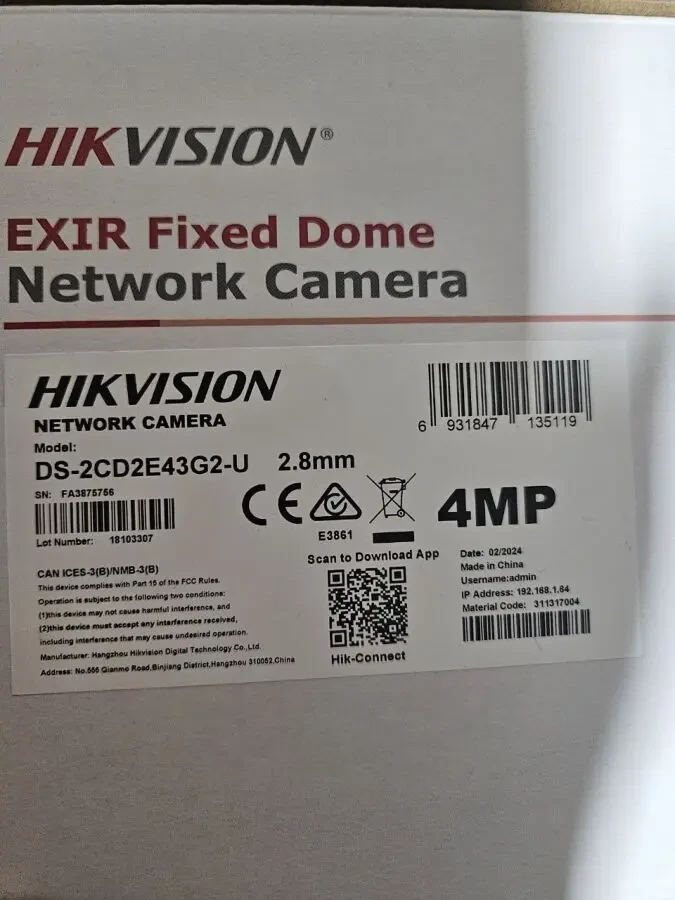 HIKVISION®
EXIR Fixed Dome
Network Camera
HIKVISION
NETWORK CAMERA
Model:
DS-2CD2E43G2-U 2.8mm
SN: FA3875756
Lot Number: 18103307
6 931847 135119
CE
E3861
4MP
CAN ICES-3(B)/NMB-3(B)
This device complies with Part 15 of the FCC Rules.
Operation is subject to the following two conditions:
(1)this device may not cause harmful interference, and
(2)this device must accept any interference received,
including interference that may cause undesired operation.
Manufacturer: Hangzhou Hikvision Digital Technology Co.,Ltd.
Address: No.555 Qianmo Road,Binjiang District,Hangzhou 310052,China
Scan to Download App
Hik-Connect
Date: 02/2024
Made in China
Username:admin
IP Address: 192.168.1.64
Material Code: 311317004